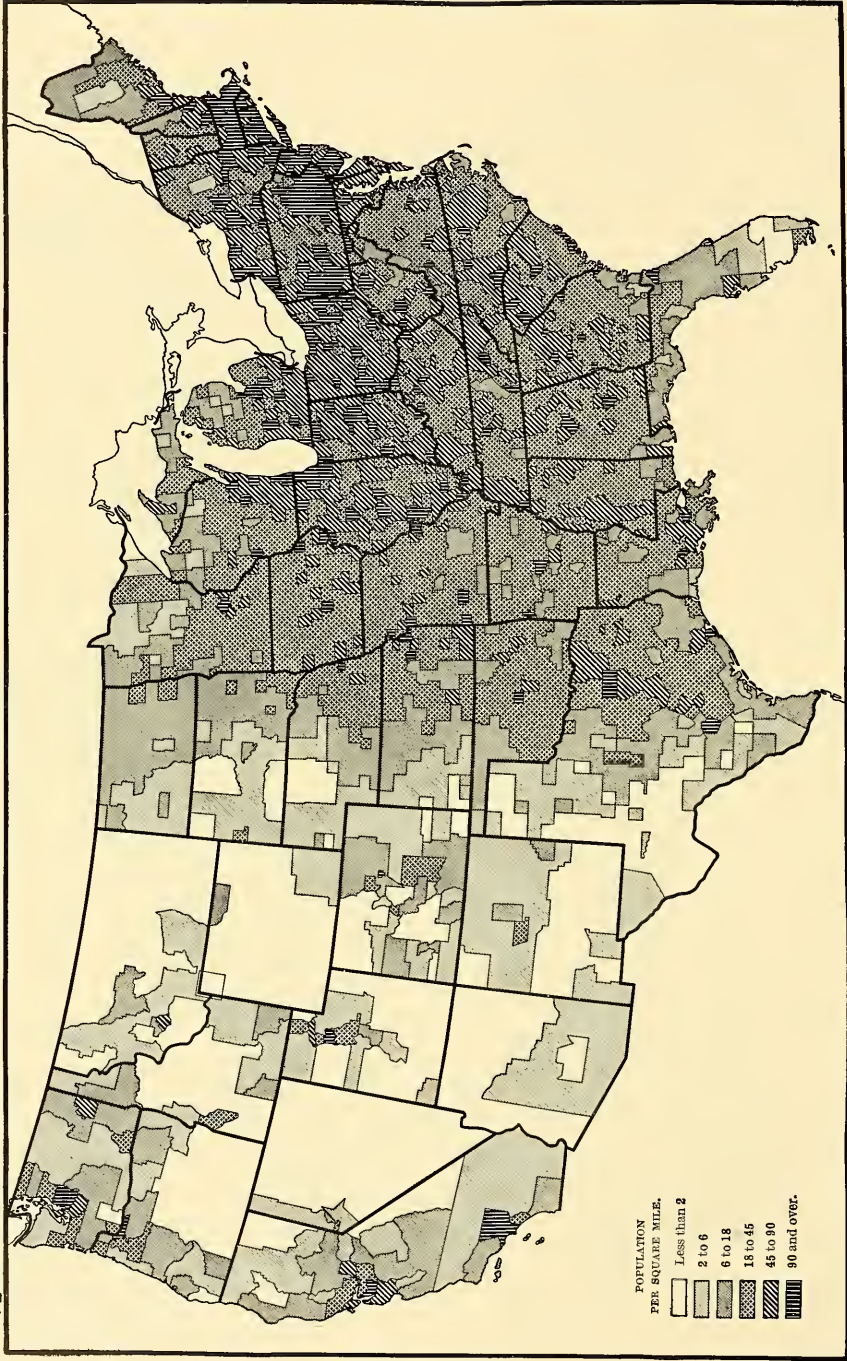 POPULATION
PER SQUARE MILE.
Less than 2
2 to 6
6 to 18
18 to 45
45 to 90
90 and over.